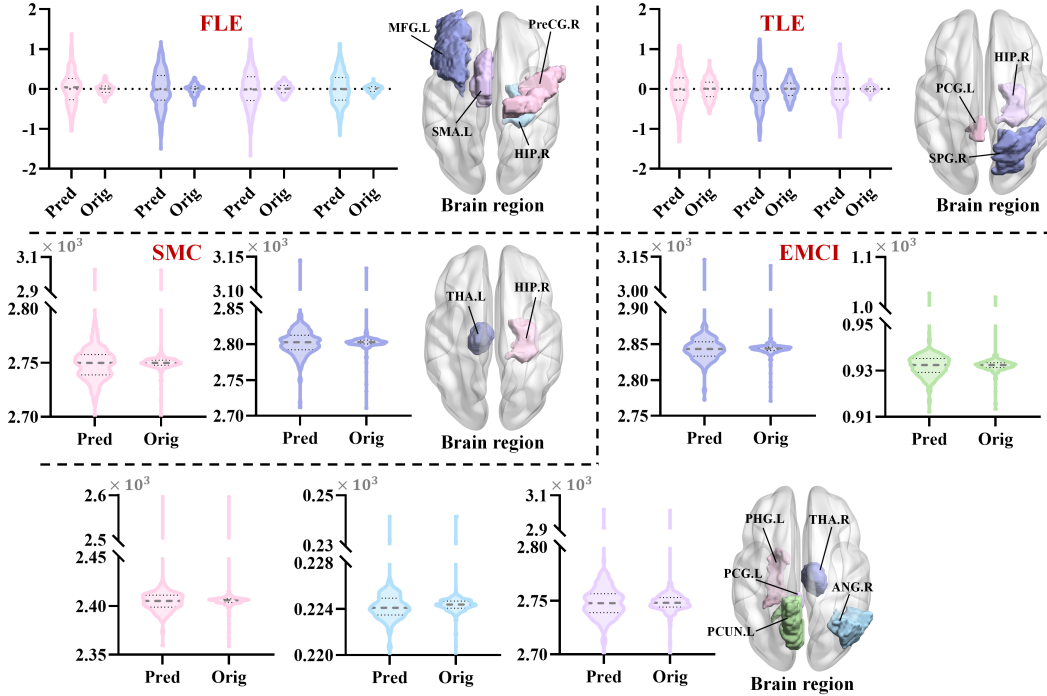 FLE
2
1
0
-1
-2
Pred
Orig
Pred
Orig
Pred
Orig
Pred
Orig
MFG.L
PreCG.R
SMA.L
HIP.R
Brain region
TLE
2
1
0
-1
-2
Pred
Orig
Pred
Orig
Pred
Orig
HIP.R
PCG.L
SPG.R
Brain region
SMC
× 10³
3.1
2.9
2.80
2.75
2.70
Pred
Orig
× 10³
3.15
3.10
2.85
2.80
2.75
2.70
Pred
Orig
THA.L
HIP.R
Brain region
EMCI
× 10³
3.15
3.00
2.90
2.85
2.80
2.75
Pred
Orig
× 10³
1.1
1.0
0.95
0.93
0.91
Pred
Orig
× 10³
2.6
2.5
2.45
2.40
2.35
Pred
Orig
× 10³
0.25
0.23
0.228
0.224
0.220
Pred
Orig
× 10³
3.1
2.9
2.80
2.75
2.70
Pred
Orig
PHG.L
THA.R
PCG.L
ANG.R
PCUN.L
Brain region